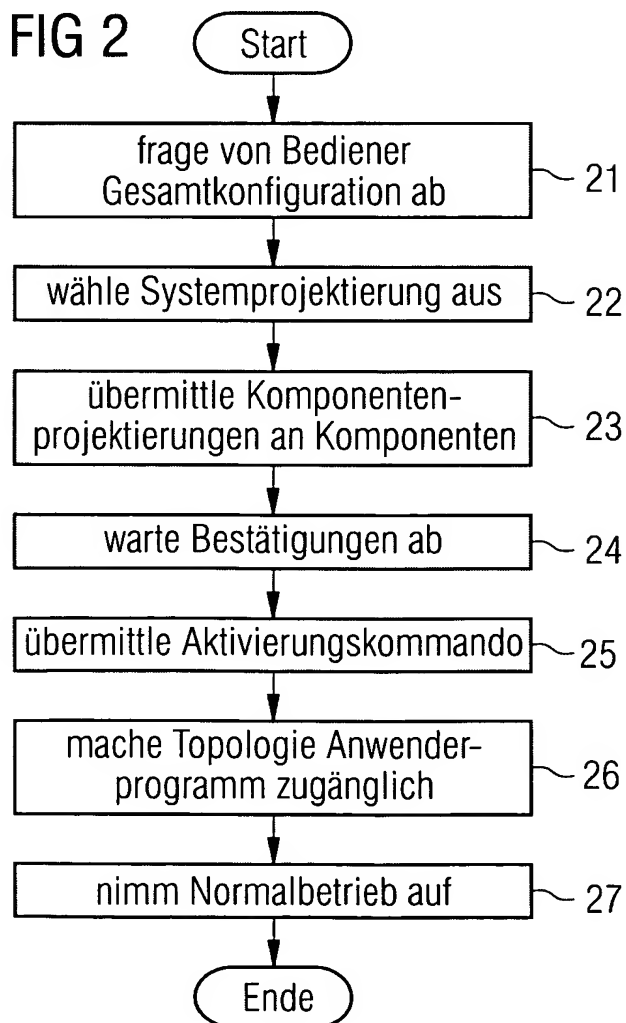 FIG 2
Start
frage von Bediener
Gesamtkonfiguration ab
21
wähle Systemprojektierung aus
22
übermittle Komponenten-
projektierungen an Komponenten
23
warte Bestätigungen ab
24
übermittle Aktivierungskommando
25
mache Topologie Anwender-
programm zugänglich
26
nimm Normalbetrieb auf
27
Ende